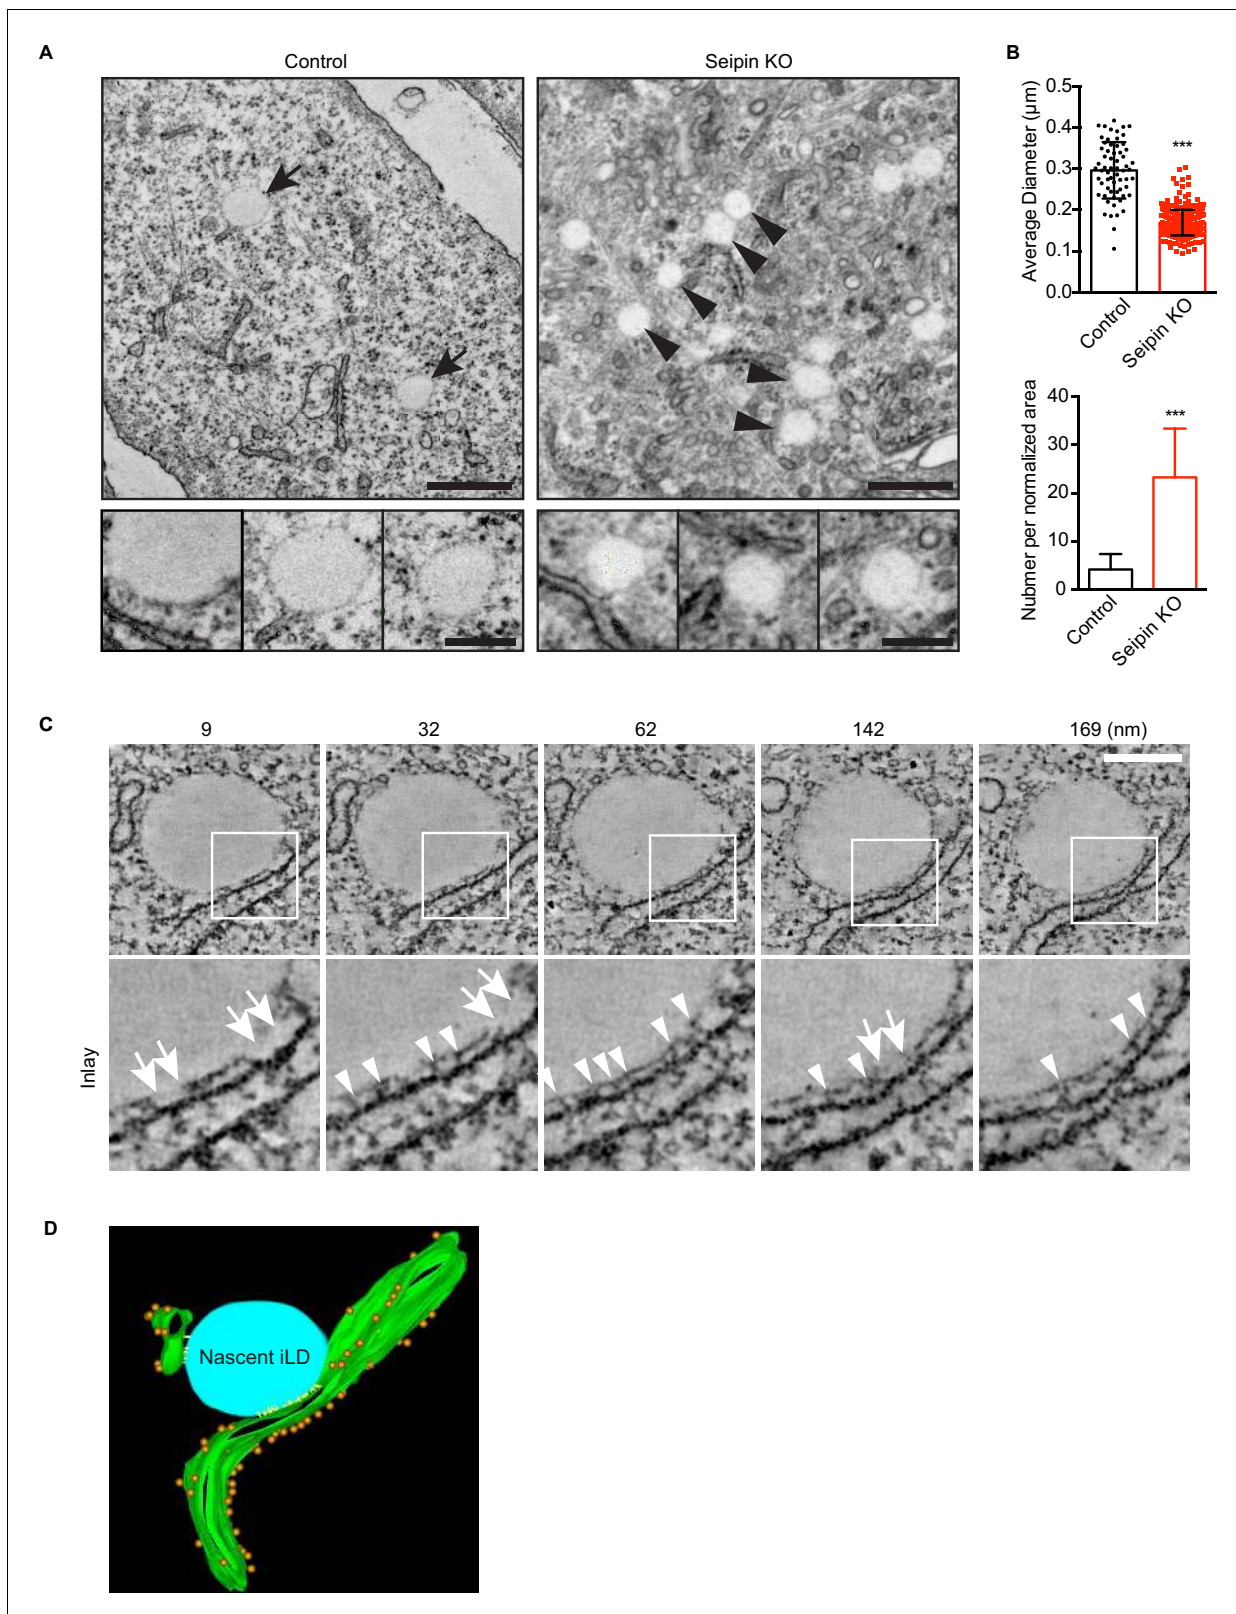 A
Control
Seipin KO
B
Average Diameter (µm)
0.5
0.4
0.3
0.2
0.1
0.0
***
Control
Seipin KO
Nubmer per normalized area
40
30
20
10
0
***
Control
Seipin KO
C
9
32
62
142
169 (nm)
Inlay
D
Nascent iLD